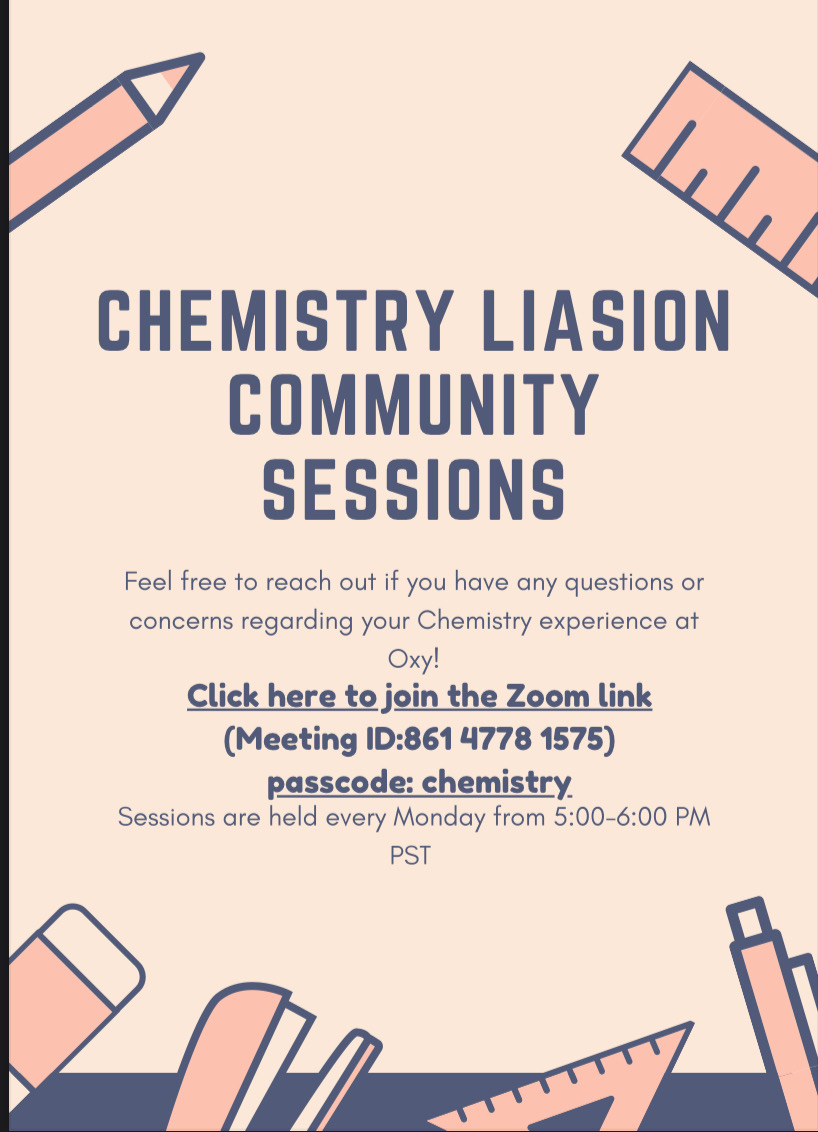 CHEMISTRY LIASION
COMMUNITY
SESSIONS
Feel free to reach out if you have any questions or
concerns regarding your Chemistry experience at
Oxy!
Click here to join the Zoom link
(Meeting ID:861 4778 1575)
passcode: chemistry
Sessions are held every Monday from 5:00-6:00 PM
PST